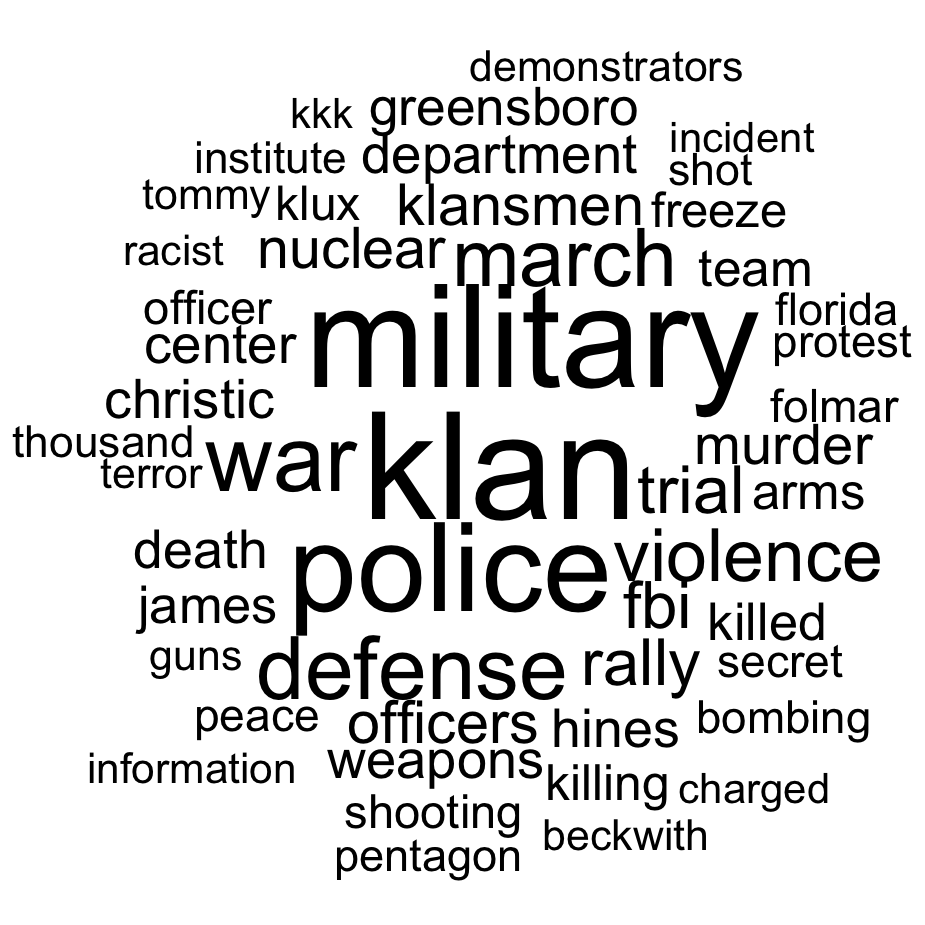 demonstrators
kkk greensboro
incident
institute department
shot
tommy klux klansmen freeze
racist nuclear march team
officer military florida
center protest
christic folmar
thousand war klan murder
terror trial arms
death police violence
james fbi killed
guns defense rally secret
peace officers hines bombing
information weapons killing charged
shooting beckwith
pentagon